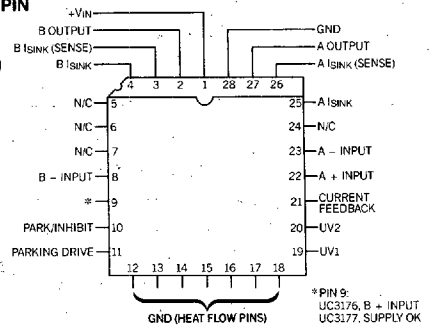 PIN
+VIN
B OUTPUT
B ISINK (SENSE)
B ISINK
GND
A OUTPUT
A ISINK (SENSE)
4 3 2 1 28 27 26
N/C 5
N/C 6
N/C 7
B - INPUT 8
* 9
PARK/INHIBIT 10
PARKING DRIVE 11
25 A ISINK
24 N/C
23 A - INPUT
22 A + INPUT
21 CURRENT
FEEDBACK
20 UV2
19 UV1
12 13 14 15 16 17 18
GND (HEAT FLOW PINS)
* PIN 9:
UC3176, B + INPUT
UC3177, SUPPLY OK